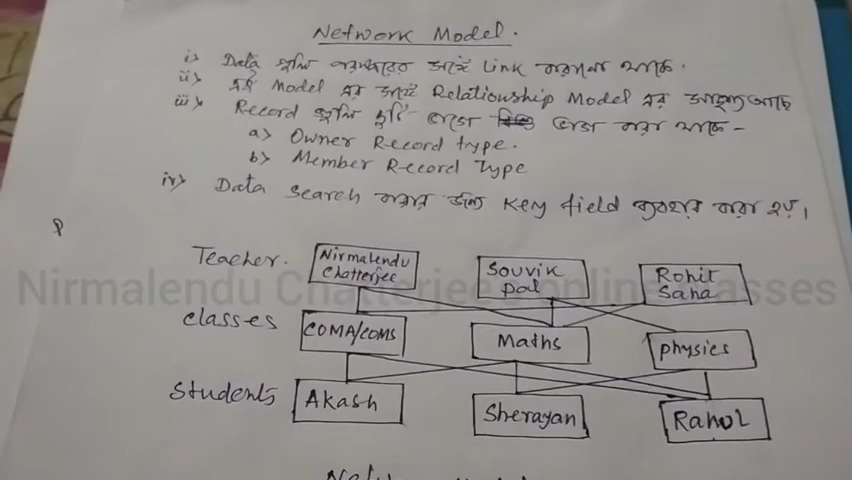 Network Model.
i> Data গুলি পরস্পরের সাথে Link করানো থাকে.
ii> এই Model এর সাথে Relationship Model এর সাদৃশ্য আছে
iii> Record গুলি দুটি ভাগে ভাগ করা থাকে -
a> Owner Record type.
b> Member Record Type
iv> Data Search করার জন্য Key field ব্যবহার করা হয়।
Teacher. Nirmalendu Chatterjee Souvik pal Rohit Saha
Nirmalendu Chatterjee's online classes
classes COMA/COMS Maths physics
Students Akash Sherayan Rahul